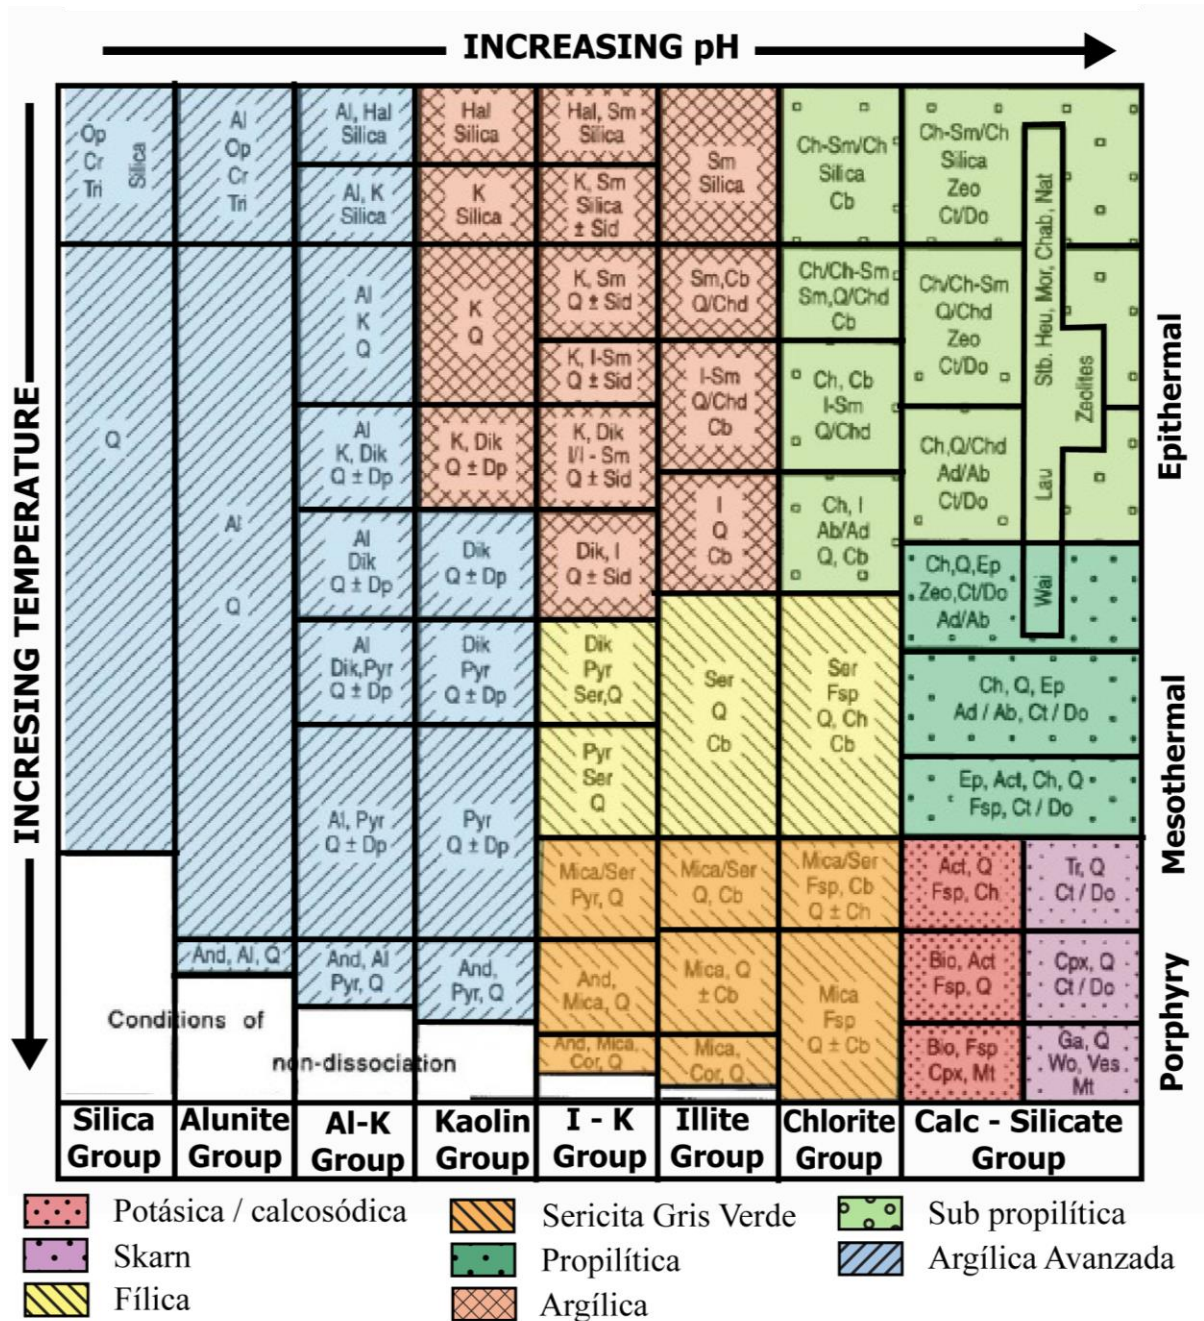 INCREASING pH
INCRESING TEMPERATURE
Op
Cr
Tri
Silica
Al
Op
Cr
Tri
Al, Hal
Silica
Hal
Silica
Hal, Sm
Silica
Sm
Silica
Ch-Sm/Ch
Silica
Cb
Ch-Sm/Ch
Silica
Zeo
Ct/Do
Al, K
Silica
K
Silica
K, Sm
Silica
± Sid
Q
Al
Q
Al
K
Q
K
Q
K, Sm
Q ± Sid
Sm,Cb
Q/Chd
Ch/Ch-Sm
Sm,Q/Chd
Cb
Ch/Ch-Sm
Q/Chd
Zeo
Ct/Do
K, I-Sm
Q ± Sid
I-Sm
Q/Chd
Cb
Ch, Cb
I-Sm
Q/Chd
Al
K, Dik
Q ± Dp
K, Dik
Q ± Dp
K, Dik
I/I - Sm
Q ± Sid
Ch,Q/Chd
Ad/Ab
Ct/Do
I
Q
Cb
Ch, I
Ab/Ad
Q, Cb
Al
Dik
Q ± Dp
Dik
Q ± Dp
Dik, I
Q ± Sid
Ch,Q,Ep
Zeo,Ct/Do
Ad/Ab
Stb. Heu, Mor, Chab, Nat
Zeolites
Lau
Wai
Al
Dik,Pyr
Q ± Dp
Dik
Pyr
Q ± Dp
Dik
Pyr
Ser,Q
Ser
Q
Cb
Ser
Fsp
Q, Ch
Cb
Ch, Q, Ep
Ad / Ab, Ct / Do
Al, Pyr
Q ± Dp
Pyr
Q ± Dp
Pyr
Ser
Q
Ep, Act, Ch, Q
Fsp, Ct / Do
Mica/Ser
Pyr, Q
Mica/Ser
Q, Cb
Mica/Ser
Fsp, Cb
Q ± Ch
Act, Q
Fsp, Ch
Tr, Q
Ct / Do
And, Al, Q
And, Al
Pyr, Q
And,
Pyr, Q
And,
Mica, Q
Mica, Q
± Cb
Mica
Fsp
Q ± Cb
Bio, Act
Fsp, Q
Cpx, Q
Ct / Do
And, Mica,
Cor, Q
Mica,
Cor, Q
Bio, Fsp
Cpx, Mt
Ga, Q
Wo, Ves
Mt
Conditions of
non-dissociation
Epithermal
Mesothermal
Porphyry
Silica
Group
Alunite
Group
Al-K
Group
Kaolin
Group
I - K
Group
Illite
Group
Chlorite
Group
Calc - Silicate
Group
Potásica / calcosódica
Skarn
Fílica
Sericita Gris Verde
Propilítica
Argílica
Sub propilítica
Argílica Avanzada